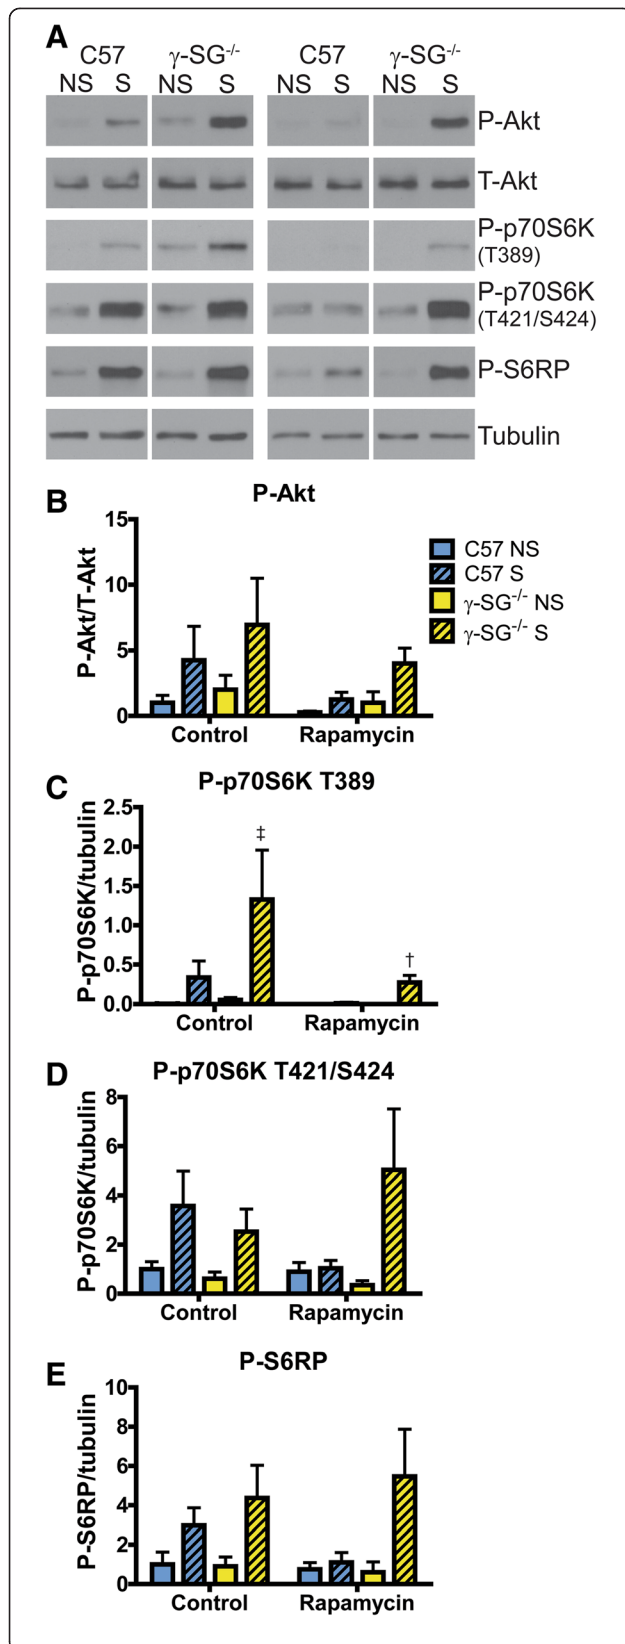 A
C57 γ-SG-/- C57 γ-SG-/-
NS S NS S NS S NS S
P-Akt
T-Akt
P-p70S6K
(T389)
P-p70S6K
(T421/S424)
P-S6RP
Tubulin
B
P-Akt
P-Akt/T-Akt
15
10
5
0
Control Rapamycin
C57 NS
C57 S
γ-SG-/- NS
γ-SG-/- S
C
P-p70S6K T389
P-p70S6K/tubulin
2.5
2.0
1.5
1.0
0.5
0.0
‡
†
Control Rapamycin
D
P-p70S6K T421/S424
P-p70S6K/tubulin
8
6
4
2
0
Control Rapamycin
E
P-S6RP
P-S6RP/tubulin
10
8
6
4
2
0
Control Rapamycin